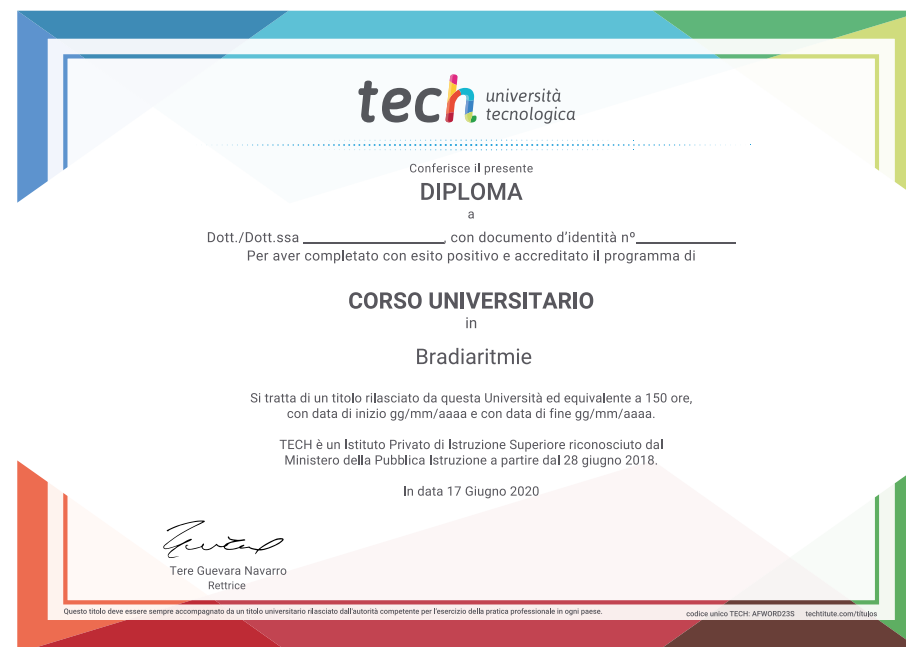 tech università
tecnologica
Conferisce il presente
DIPLOMA
a
Dott./Dott.ssa ____________________, con documento d'identità nº______________
Per aver completato con esito positivo e accreditato il programma di
CORSO UNIVERSITARIO
in
Bradiaritmie
Si tratta di un titolo rilasciato da questa Università ed equivalente a 150 ore,
con data di inizio gg/mm/aaaa e con data di fine gg/mm/aaaa.
TECH è un Istituto Privato di Istruzione Superiore riconosciuto dal
Ministero della Pubblica Istruzione a partire dal 28 giugno 2018.
In data 17 Giugno 2020
Tere Guevara Navarro
Rettrice
Questo titolo deve essere sempre accompagnato da un titolo universitario rilasciato dall'autorità competente per l'esercizio della pratica professionale in ogni paese.
codice unico TECH: AFWORD23S techtitute.com/titulos